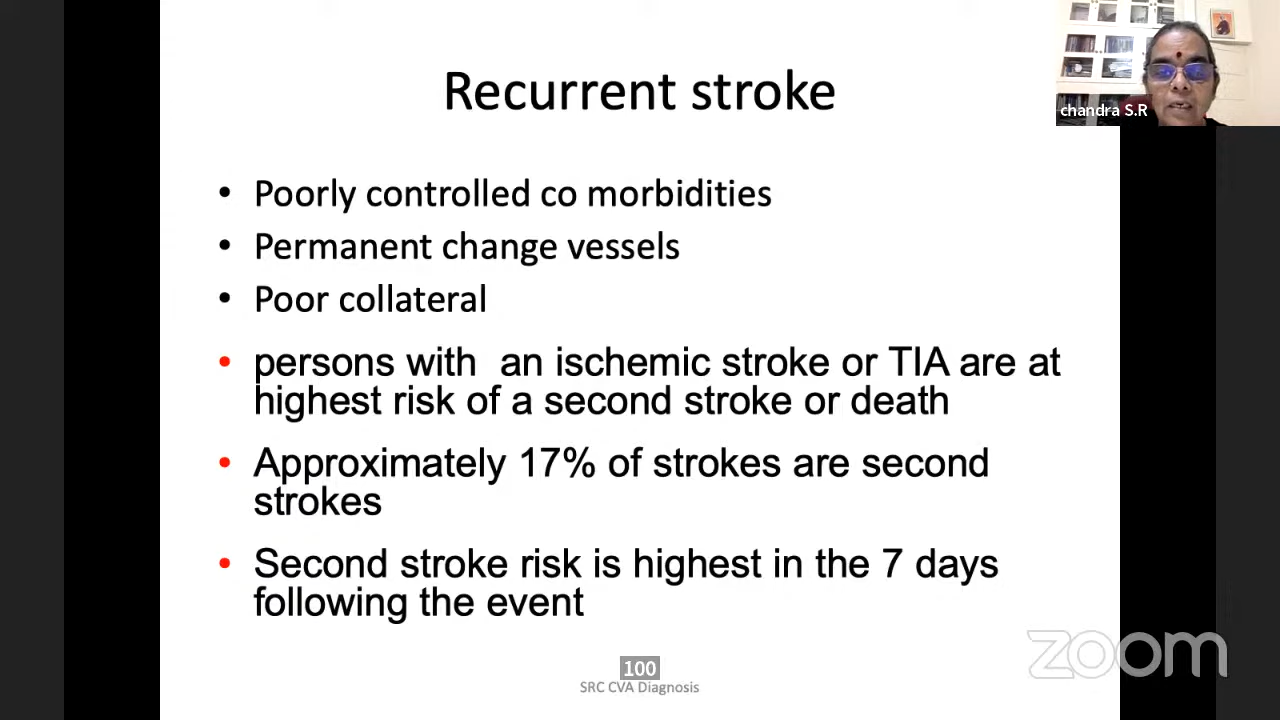 Recurrent stroke
chandra S.R
• Poorly controlled co morbidities
• Permanent change vessels
• Poor collateral
• persons with an ischemic stroke or TIA are at
highest risk of a second stroke or death
• Approximately 17% of strokes are second
strokes
• Second stroke risk is highest in the 7 days
following the event
zoom
100
SRC CVA Diagnosis